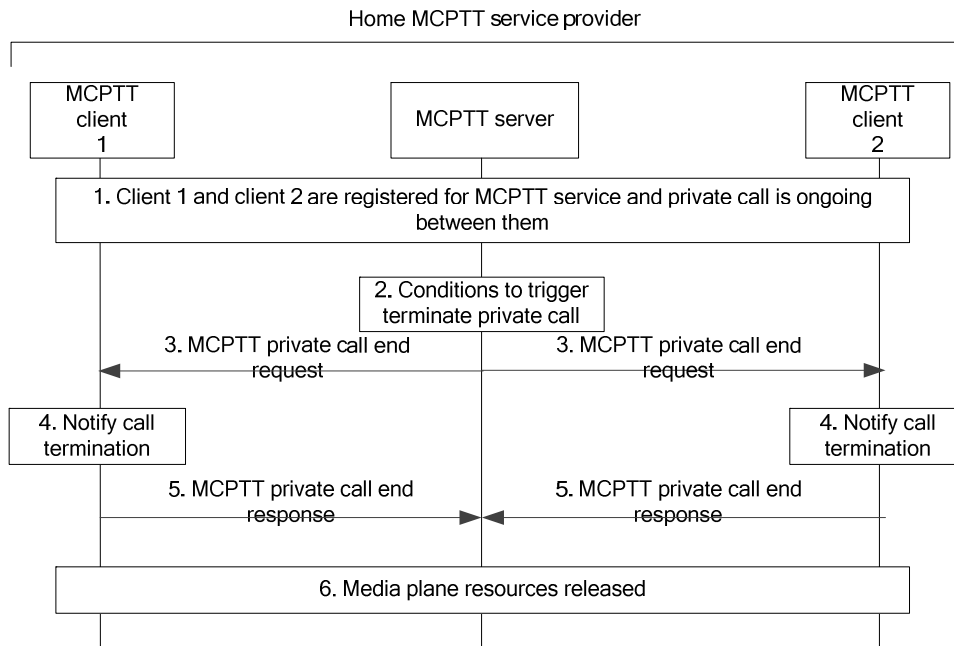 Home MCPTT service provider
MCPTT
client
1
MCPTT server
MCPTT
client
2
1. Client 1 and client 2 are registered for MCPTT service and private call is ongoing
between them
2. Conditions to trigger
terminate private call
3. MCPTT private call end
request
3. MCPTT private call end
request
4. Notify call
termination
4. Notify call
termination
5. MCPTT private call end
response
5. MCPTT private call end
response
6. Media plane resources released